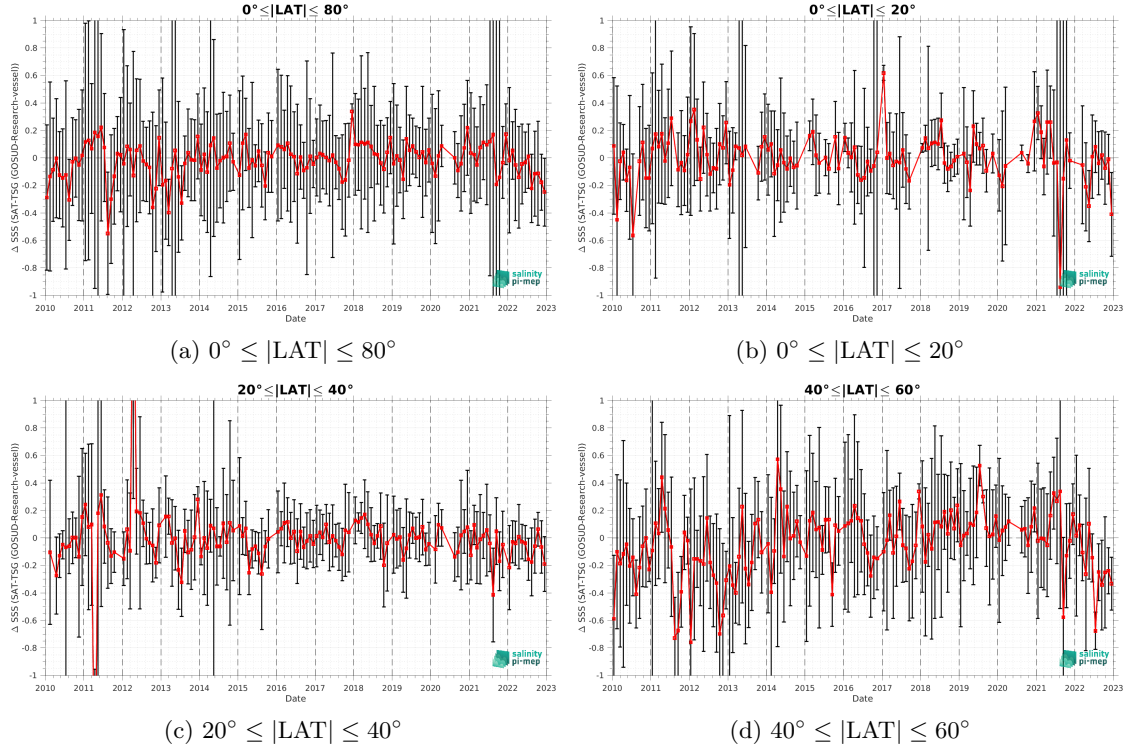 0°≤|LAT|≤ 80°
Δ SSS (SAT-TSG (GOSUD-Research-vessel))
1
0.8
0.6
0.4
0.2
0
-0.2
-0.4
-0.6
-0.8
-1
2010 2011 2012 2013 2014 2015 2016 2017 2018 2019 2020 2021 2022 2023
Date
salinity
pi-mep
(a) 0° ≤ |LAT| ≤ 80°
0°≤|LAT|≤ 20°
Δ SSS (SAT-TSG (GOSUD-Research-vessel))
1
0.8
0.6
0.4
0.2
0
-0.2
-0.4
-0.6
-0.8
-1
2010 2011 2012 2013 2014 2015 2016 2017 2018 2019 2020 2021 2022 2023
Date
salinity
pi-mep
(b) 0° ≤ |LAT| ≤ 20°
20°≤|LAT|≤ 40°
Δ SSS (SAT-TSG (GOSUD-Research-vessel))
1
0.8
0.6
0.4
0.2
0
-0.2
-0.4
-0.6
-0.8
-1
2010 2011 2012 2013 2014 2015 2016 2017 2018 2019 2020 2021 2022 2023
Date
salinity
pi-mep
(c) 20° ≤ |LAT| ≤ 40°
40°≤|LAT|≤ 60°
Δ SSS (SAT-TSG (GOSUD-Research-vessel))
1
0.8
0.6
0.4
0.2
0
-0.2
-0.4
-0.6
-0.8
-1
2010 2011 2012 2013 2014 2015 2016 2017 2018 2019 2020 2021 2022 2023
Date
salinity
pi-mep
(d) 40° ≤ |LAT| ≤ 60°